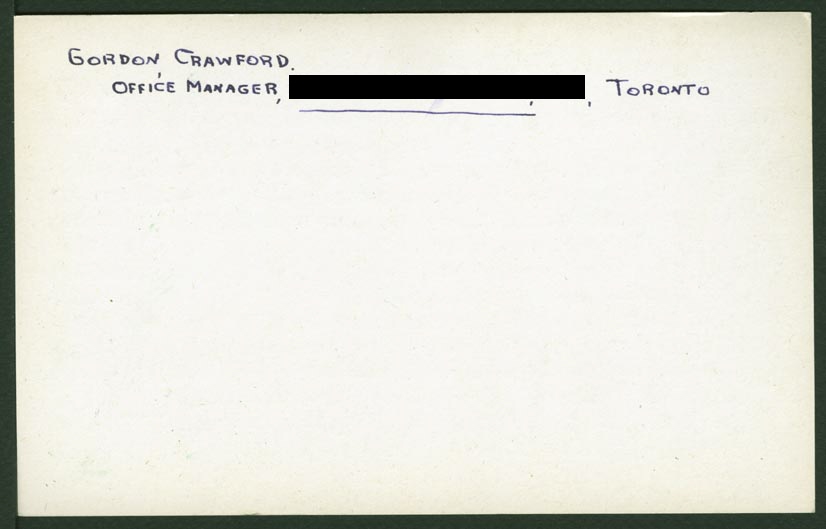 GORDON CRAWFORD.
OFFICE MANAGER, , TORONTO